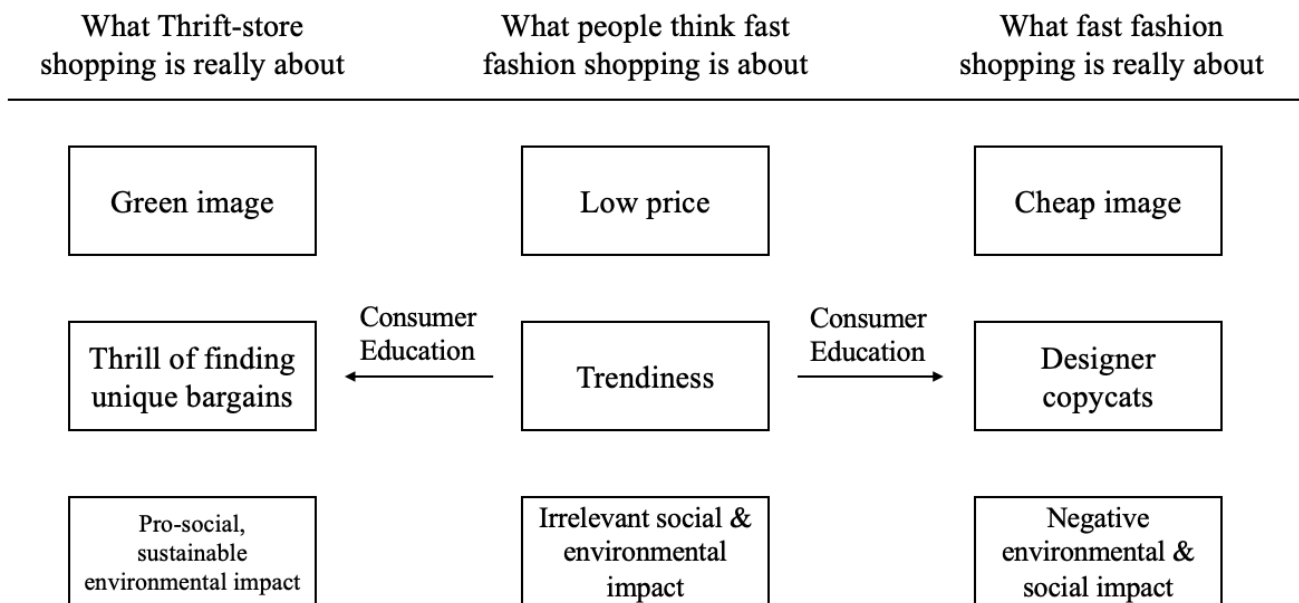 What Thrift-store
shopping is really about
What people think fast
fashion shopping is about
What fast fashion
shopping is really about
Green image
Low price
Cheap image
Thrill of finding
unique bargains
Consumer
Education
Trendiness
Consumer
Education
Designer
copycats
Pro-social,
sustainable
environmental impact
Irrelevant social &
environmental
impact
Negative
environmental &
social impact